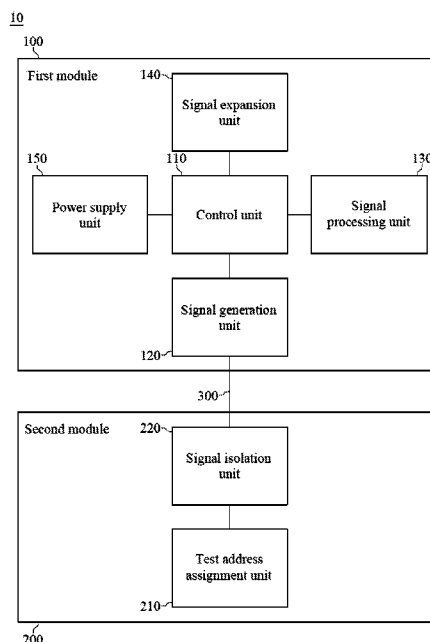 10
100
First module
140
Signal expansion
unit
150
110
130
Power supply
unit
Control unit
Signal
processing unit
Signal generation
unit
120
300
Second module
220
Signal isolation
unit
Test address
assignment unit
210
200